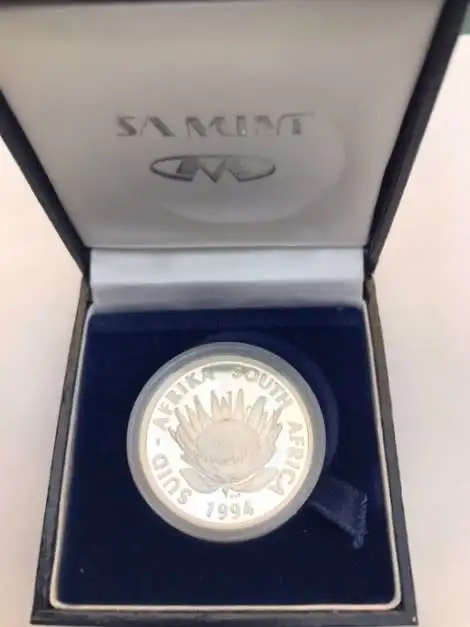 SA MINT
SUID - AFRIKA SOUTH AFRICA
1994